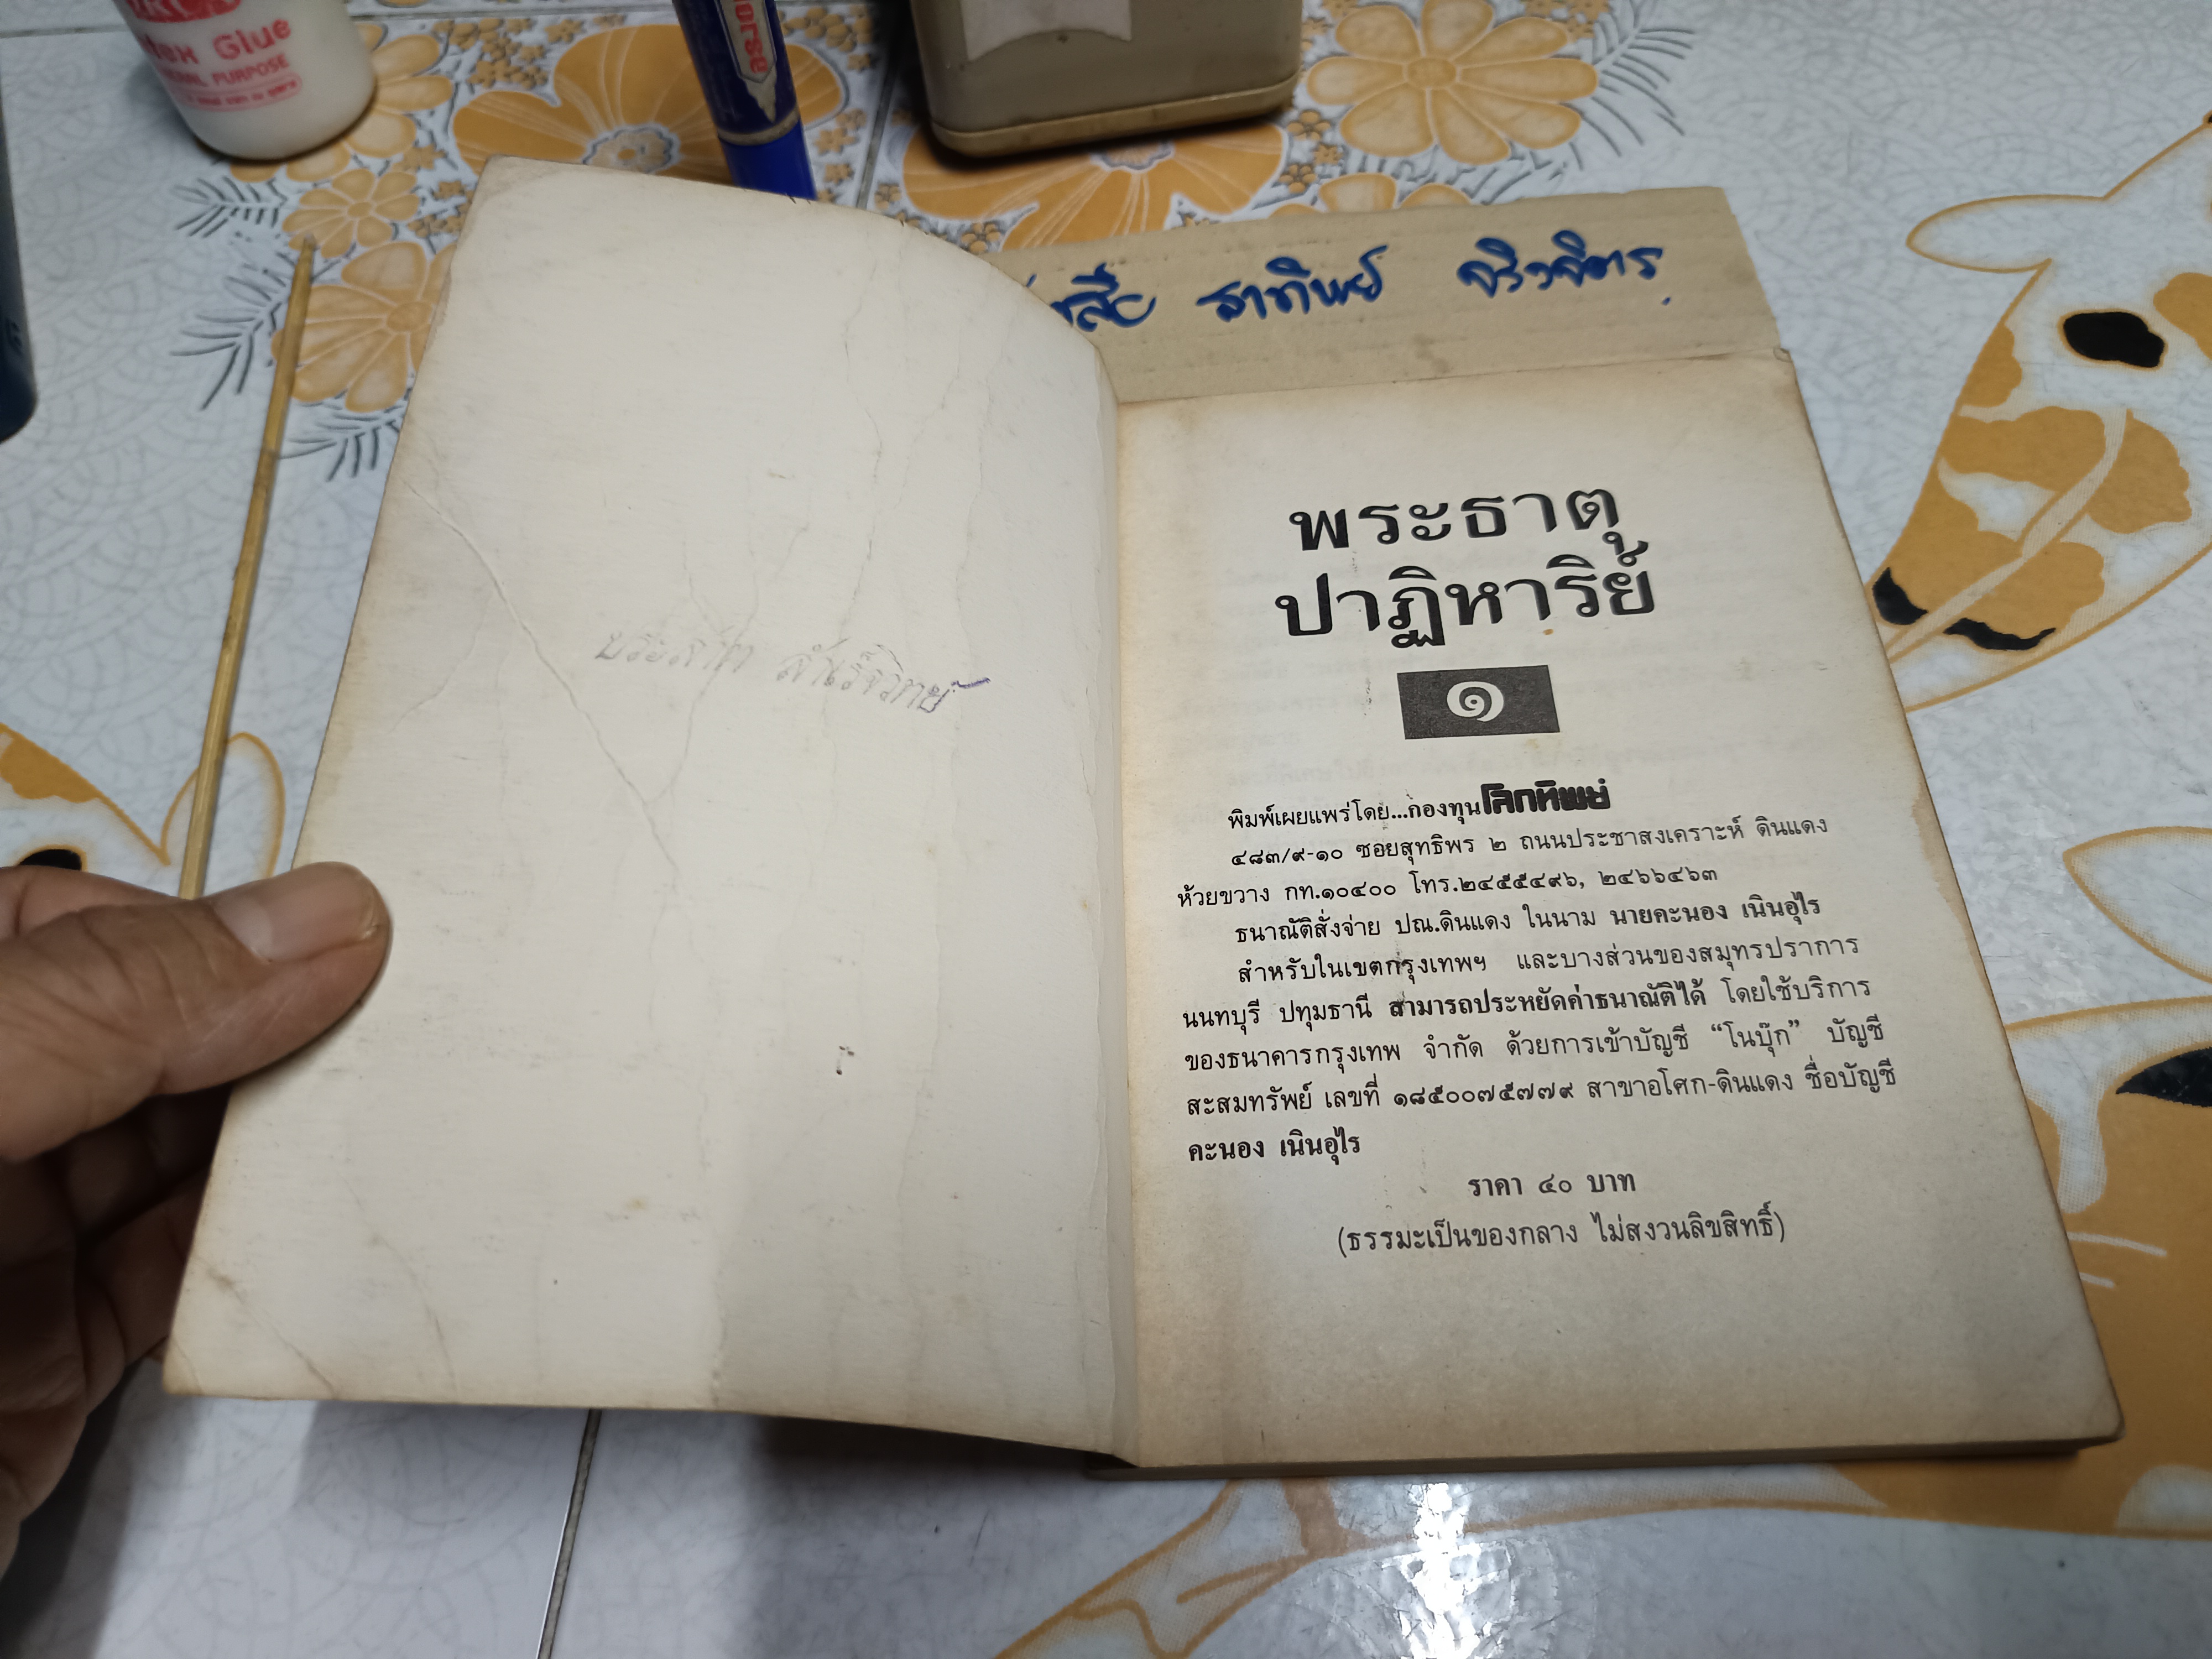 Glue
PURPOSE
orse
ธาทิพย์
พระธาตุ
ปาฏิหาริย์
๑
พิมพ์เผยแพร่โดย...กองทุนโลกทิพย์
๔๘๓/๙-๑๐ ซอยสุทธิพร ๒ ถนนประชาสงเคราะห์ ดินแดง
ห้วยขวาง กท.๑๐๔๐๐ โทร.๒๔๕๕๔๙๖, ๒๔๖๖๔๖๓
ธนาณัติสั่งจ่าย ปณ.ดินแดง ในนาม นายคะนอง เนินอุไร
สำหรับในเขตกรุงเทพฯ และบางส่วนของสมุทรปราการ
นนทบุรี ปทุมธานี สามารถประหยัดค่าธนาณัติได้ โดยใช้บริการ
ของธนาคารกรุงเทพ จำกัด ด้วยการเข้าบัญชี “โนบุ๊ก” บัญชี
สะสมทรัพย์ เลขที่ ๑๘๕๐๐๗๕๗๗๙ สาขาอโศก-ดินแดง ชื่อบัญชี
คะนอง เนินอุไร
ราคา ๔๐ บาท
(ธรรมะเป็นของกลาง ไม่สงวนลิขสิทธิ์)